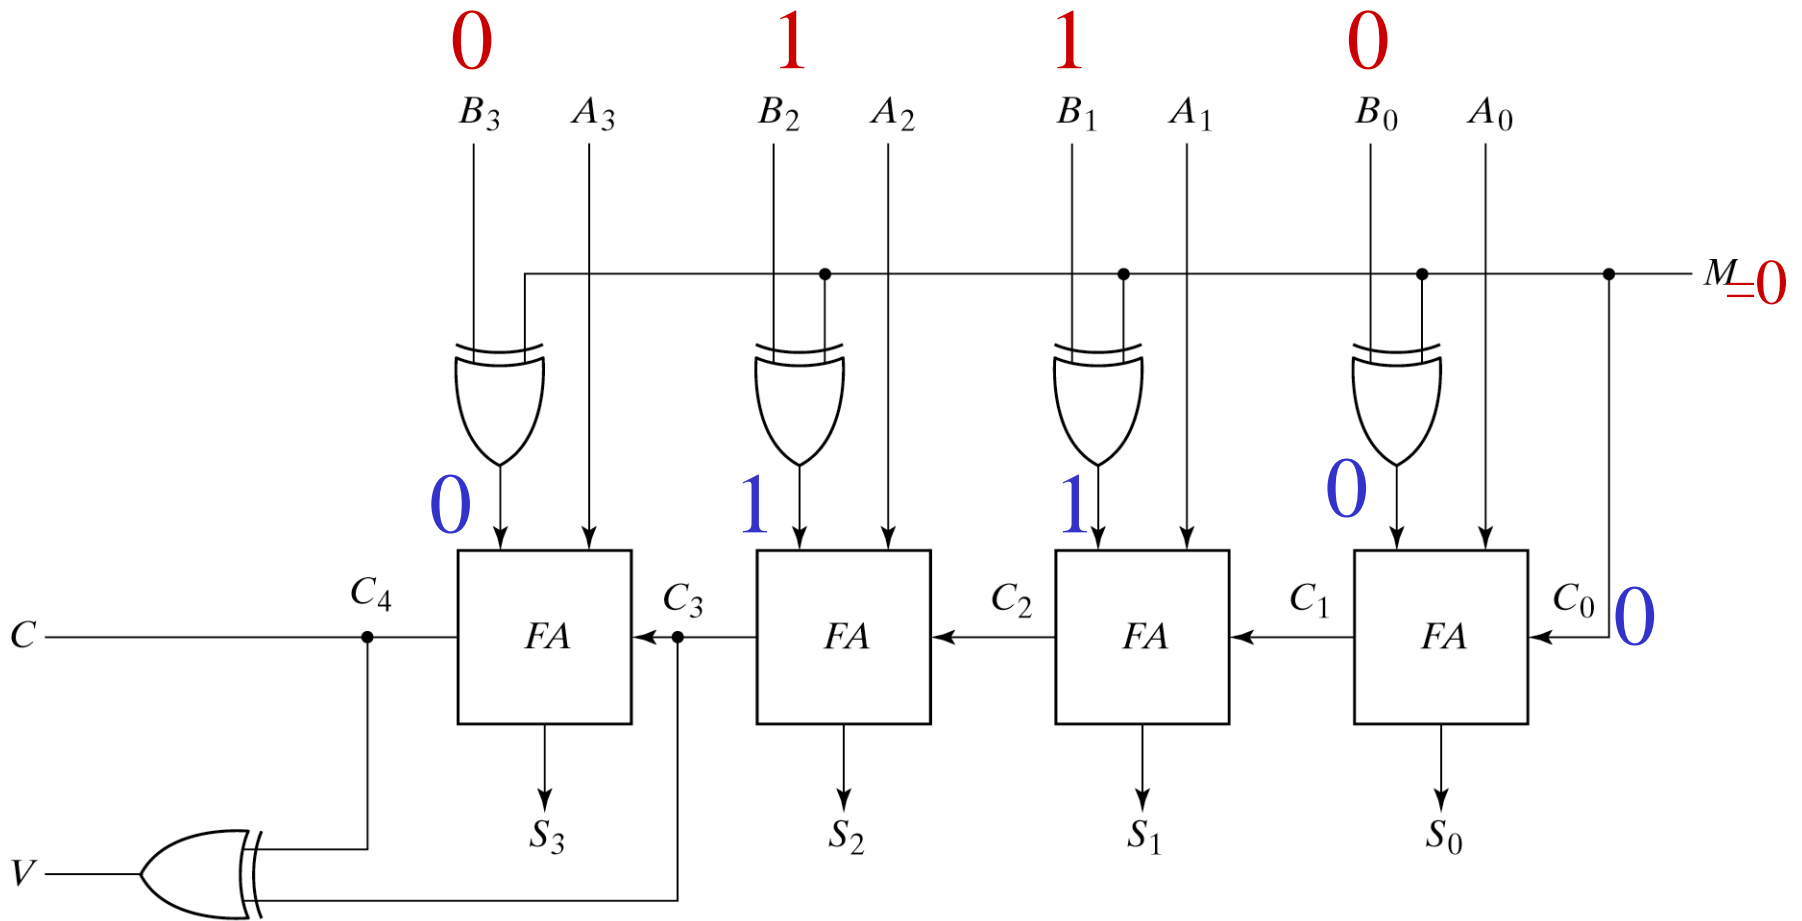 0 1 1 0
B₃ A₃ B₂ A₂ B₁ A₁ B₀ A₀
M=0
0 1 1 0
C C₄ FA C₃ FA C₂ FA C₁ FA C₀ 0
S₃ S₂ S₁ S₀
V